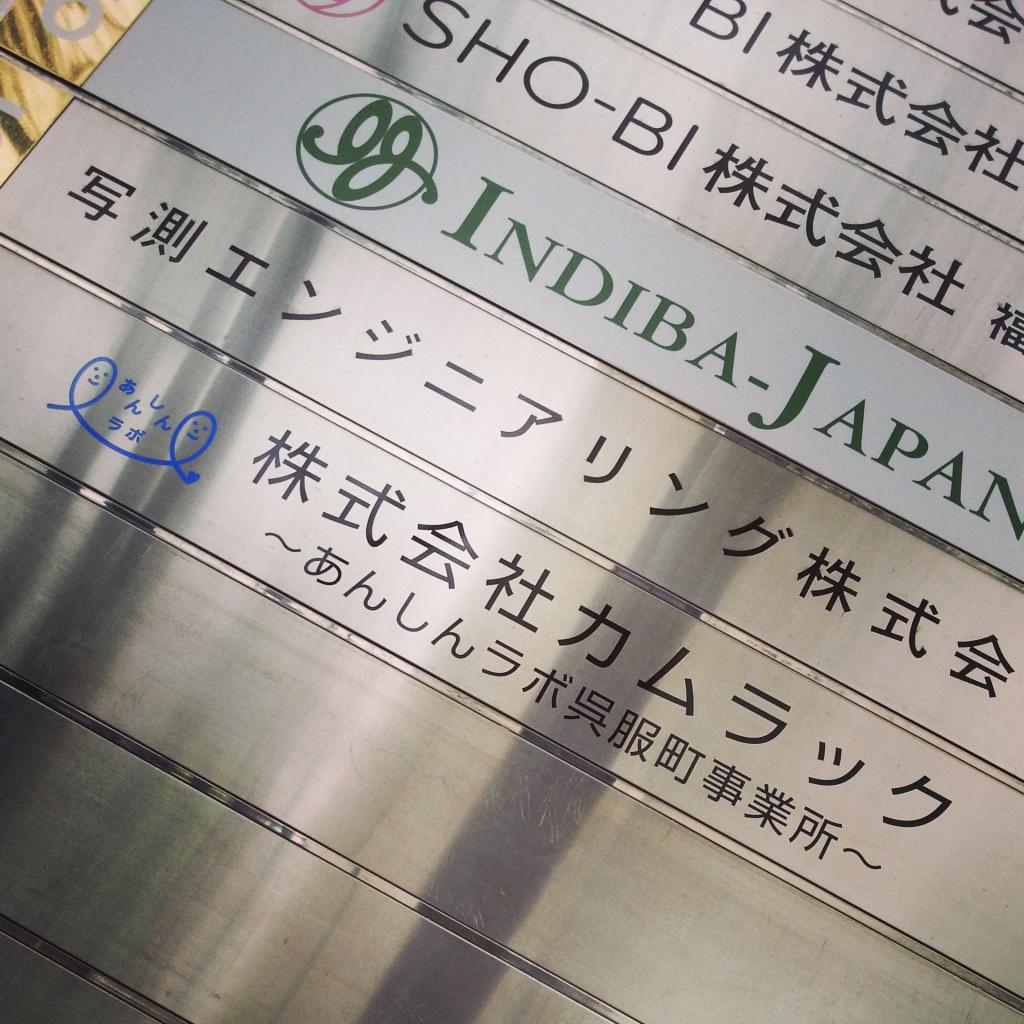 BI 株式会社
SHO-BI 株式会社 福
INDIBA-JAPAN
写測エンジニアリング株式会
あんしん
ラボ
株式会社カムラック
～あんしんラボ呉服町事業所～